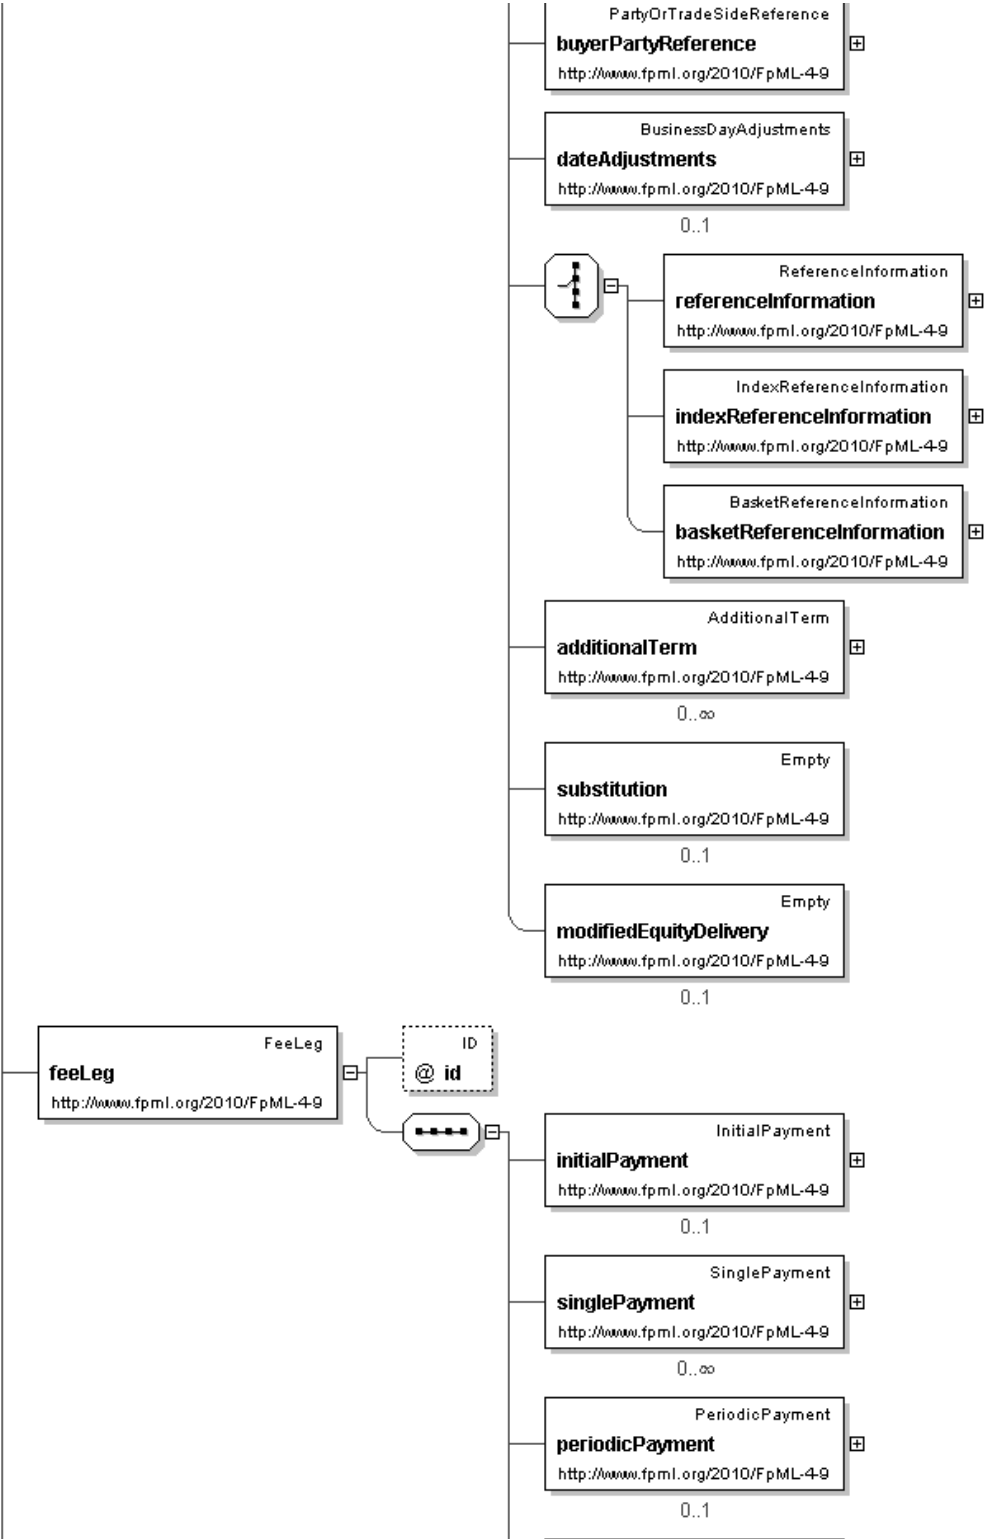 PartyOrTradeSideReference
buyerPartyReference
http://www.fpml.org/2010/FpML-4-9
BusinessDayAdjustments
dateAdjustments
http://www.fpml.org/2010/FpML-4-9
0..1
ReferenceInformation
referenceInformation
http://www.fpml.org/2010/FpML-4-9
IndexReferenceInformation
indexReferenceInformation
http://www.fpml.org/2010/FpML-4-9
BasketReferenceInformation
basketReferenceInformation
http://www.fpml.org/2010/FpML-4-9
AdditionalTerm
additionalTerm
http://www.fpml.org/2010/FpML-4-9
0..∞
Empty
substitution
http://www.fpml.org/2010/FpML-4-9
0..1
Empty
modifiedEquityDelivery
http://www.fpml.org/2010/FpML-4-9
0..1
FeeLeg
feeLeg
http://www.fpml.org/2010/FpML-4-9
ID
@ id
InitialPayment
initialPayment
http://www.fpml.org/2010/FpML-4-9
0..1
SinglePayment
singlePayment
http://www.fpml.org/2010/FpML-4-9
0..∞
PeriodicPayment
periodicPayment
http://www.fpml.org/2010/FpML-4-9
0..1